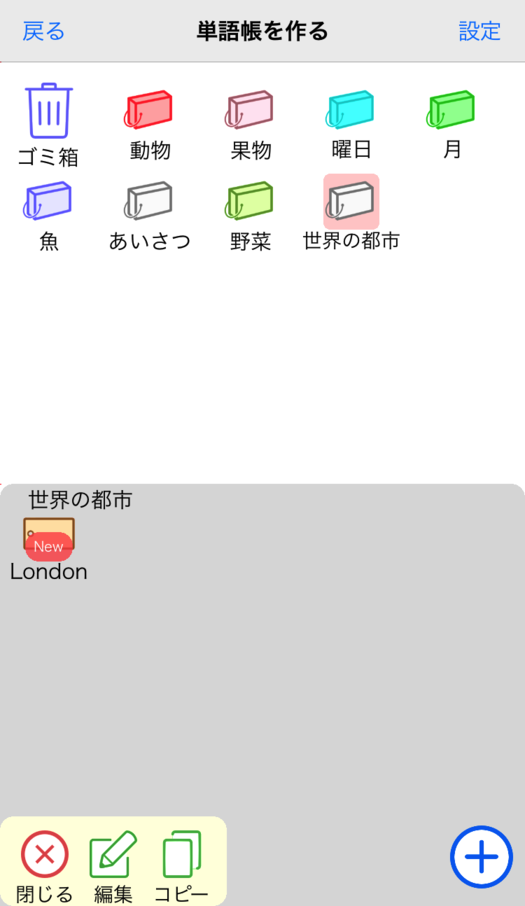 戻る 単語帳を作る 設定
ゴミ箱 動物 果物 曜日 月
魚 あいさつ 野菜 世界の都市
世界の都市
New
London
閉じる 編集 コピー